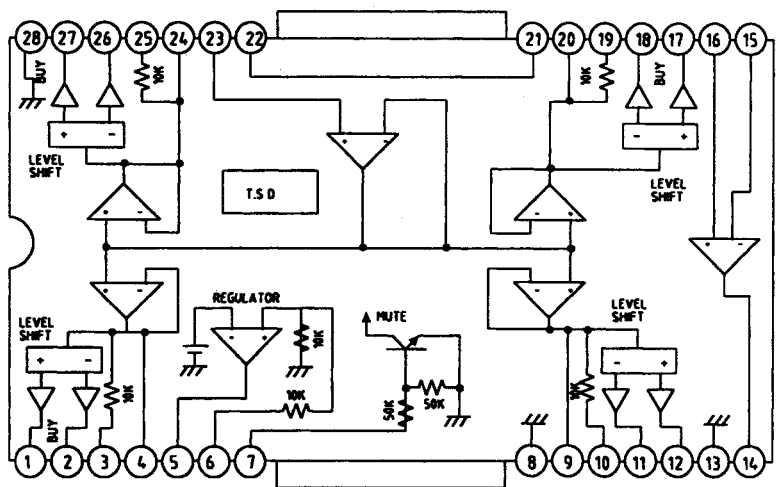 28 27 26 25 24 23 22 21 20 19 18 17 16 15
BUY
10K
10K
BUY
+ -
- +
+ -
LEVEL
SHIFT
LEVEL
SHIFT
T.S.D
+ -
- +
+ -
+ -
- +
REGULATOR
MUTE
LEVEL
SHIFT
LEVEL
SHIFT
- +
10K
+ -
- +
10K
10K
50K
50K
10K
BUY
1 2 3 4 5 6 7 8 9 10 11 12 13 14